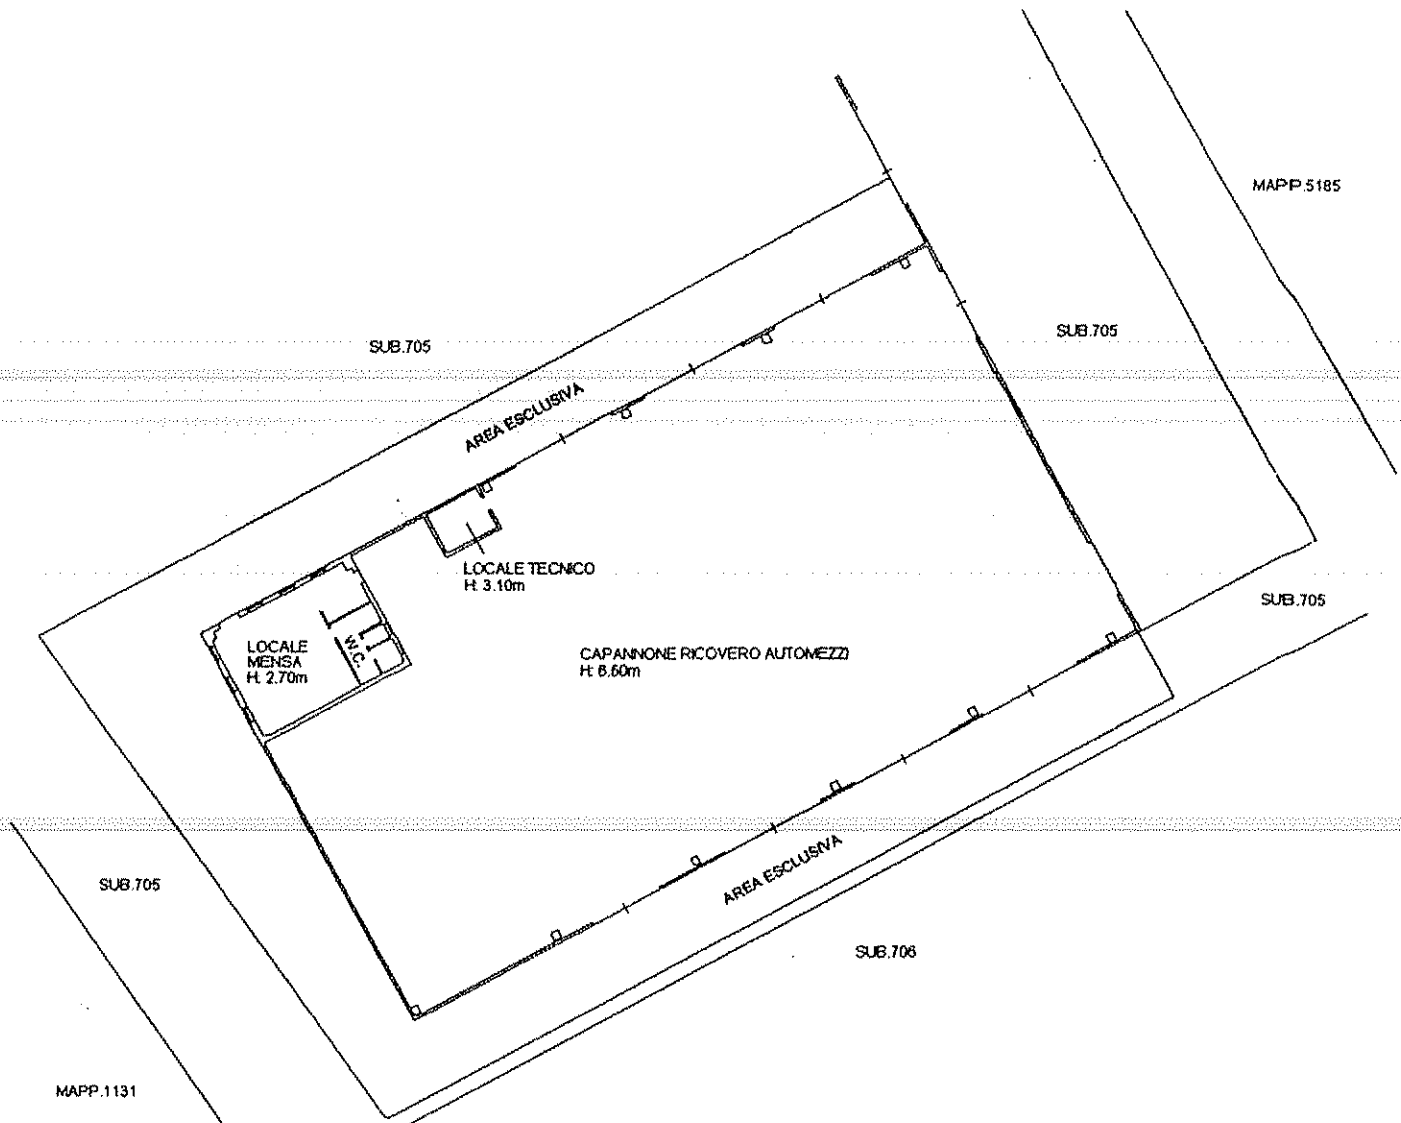 MAPP.5185
SUB.705
SUB.705
AREA ESCLUSIVA
LOCALE TECNICO
H: 3.10m
SUB.705
LOCALE
MENSA
H: 2.70m
W.C.
CAPANNONE RICOVERO AUTOMEZZI
H: 6.60m
AREA ESCLUSIVA
SUB.705
SUB.706
MAPP.1131